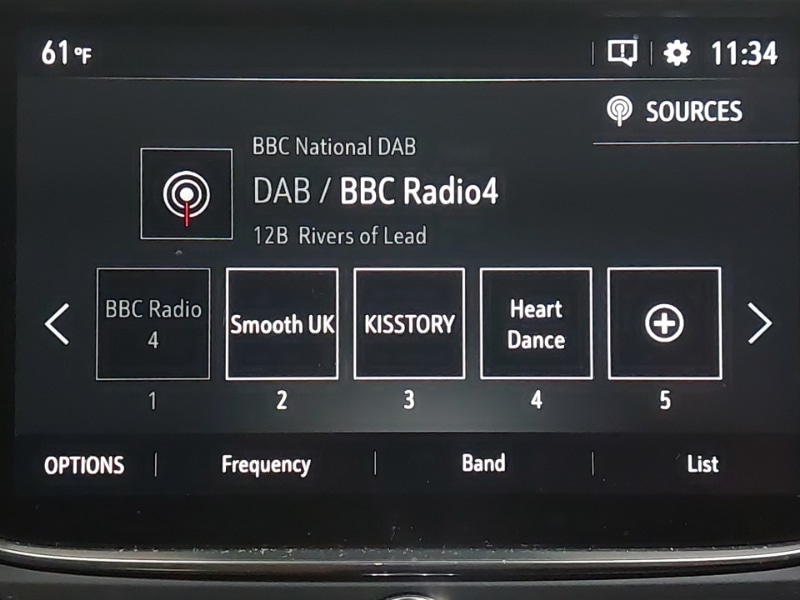 61°F
11:34
SOURCES
BBC National DAB
DAB / BBC Radio4
12B Rivers of Lead
BBC Radio
4
Smooth UK
KISSTORY
Heart
Dance
1
2
3
4
5
OPTIONS
Frequency
Band
List